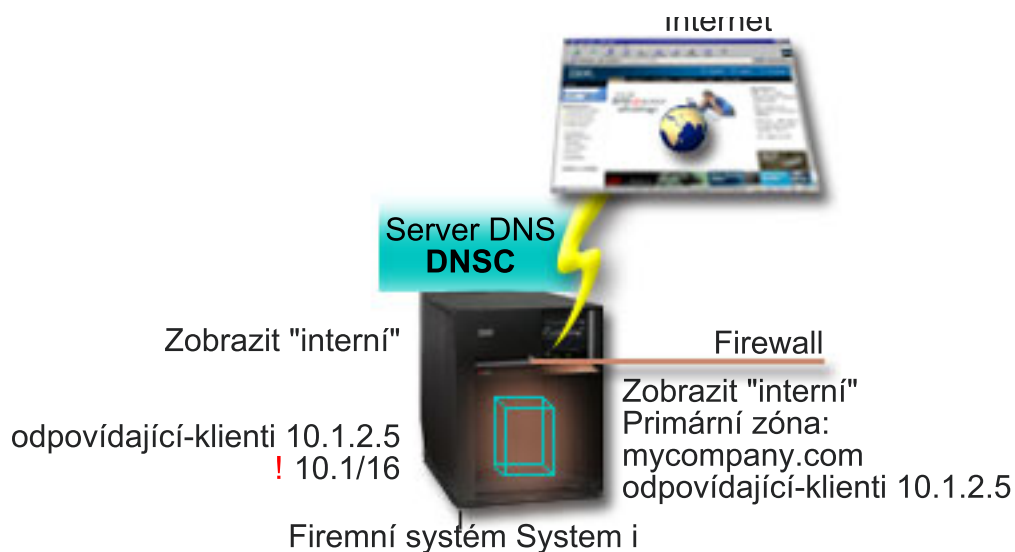 Internet
Server DNS
DNSC
Zobrazit "interní"
Firewall
Zobrazit "interní"
Primární zóna:
mycompany.com
odpovídající-klienti 10.1.2.5
odpovídající-klienti 10.1.2.5
! 10.1/16
Firemní systém System i